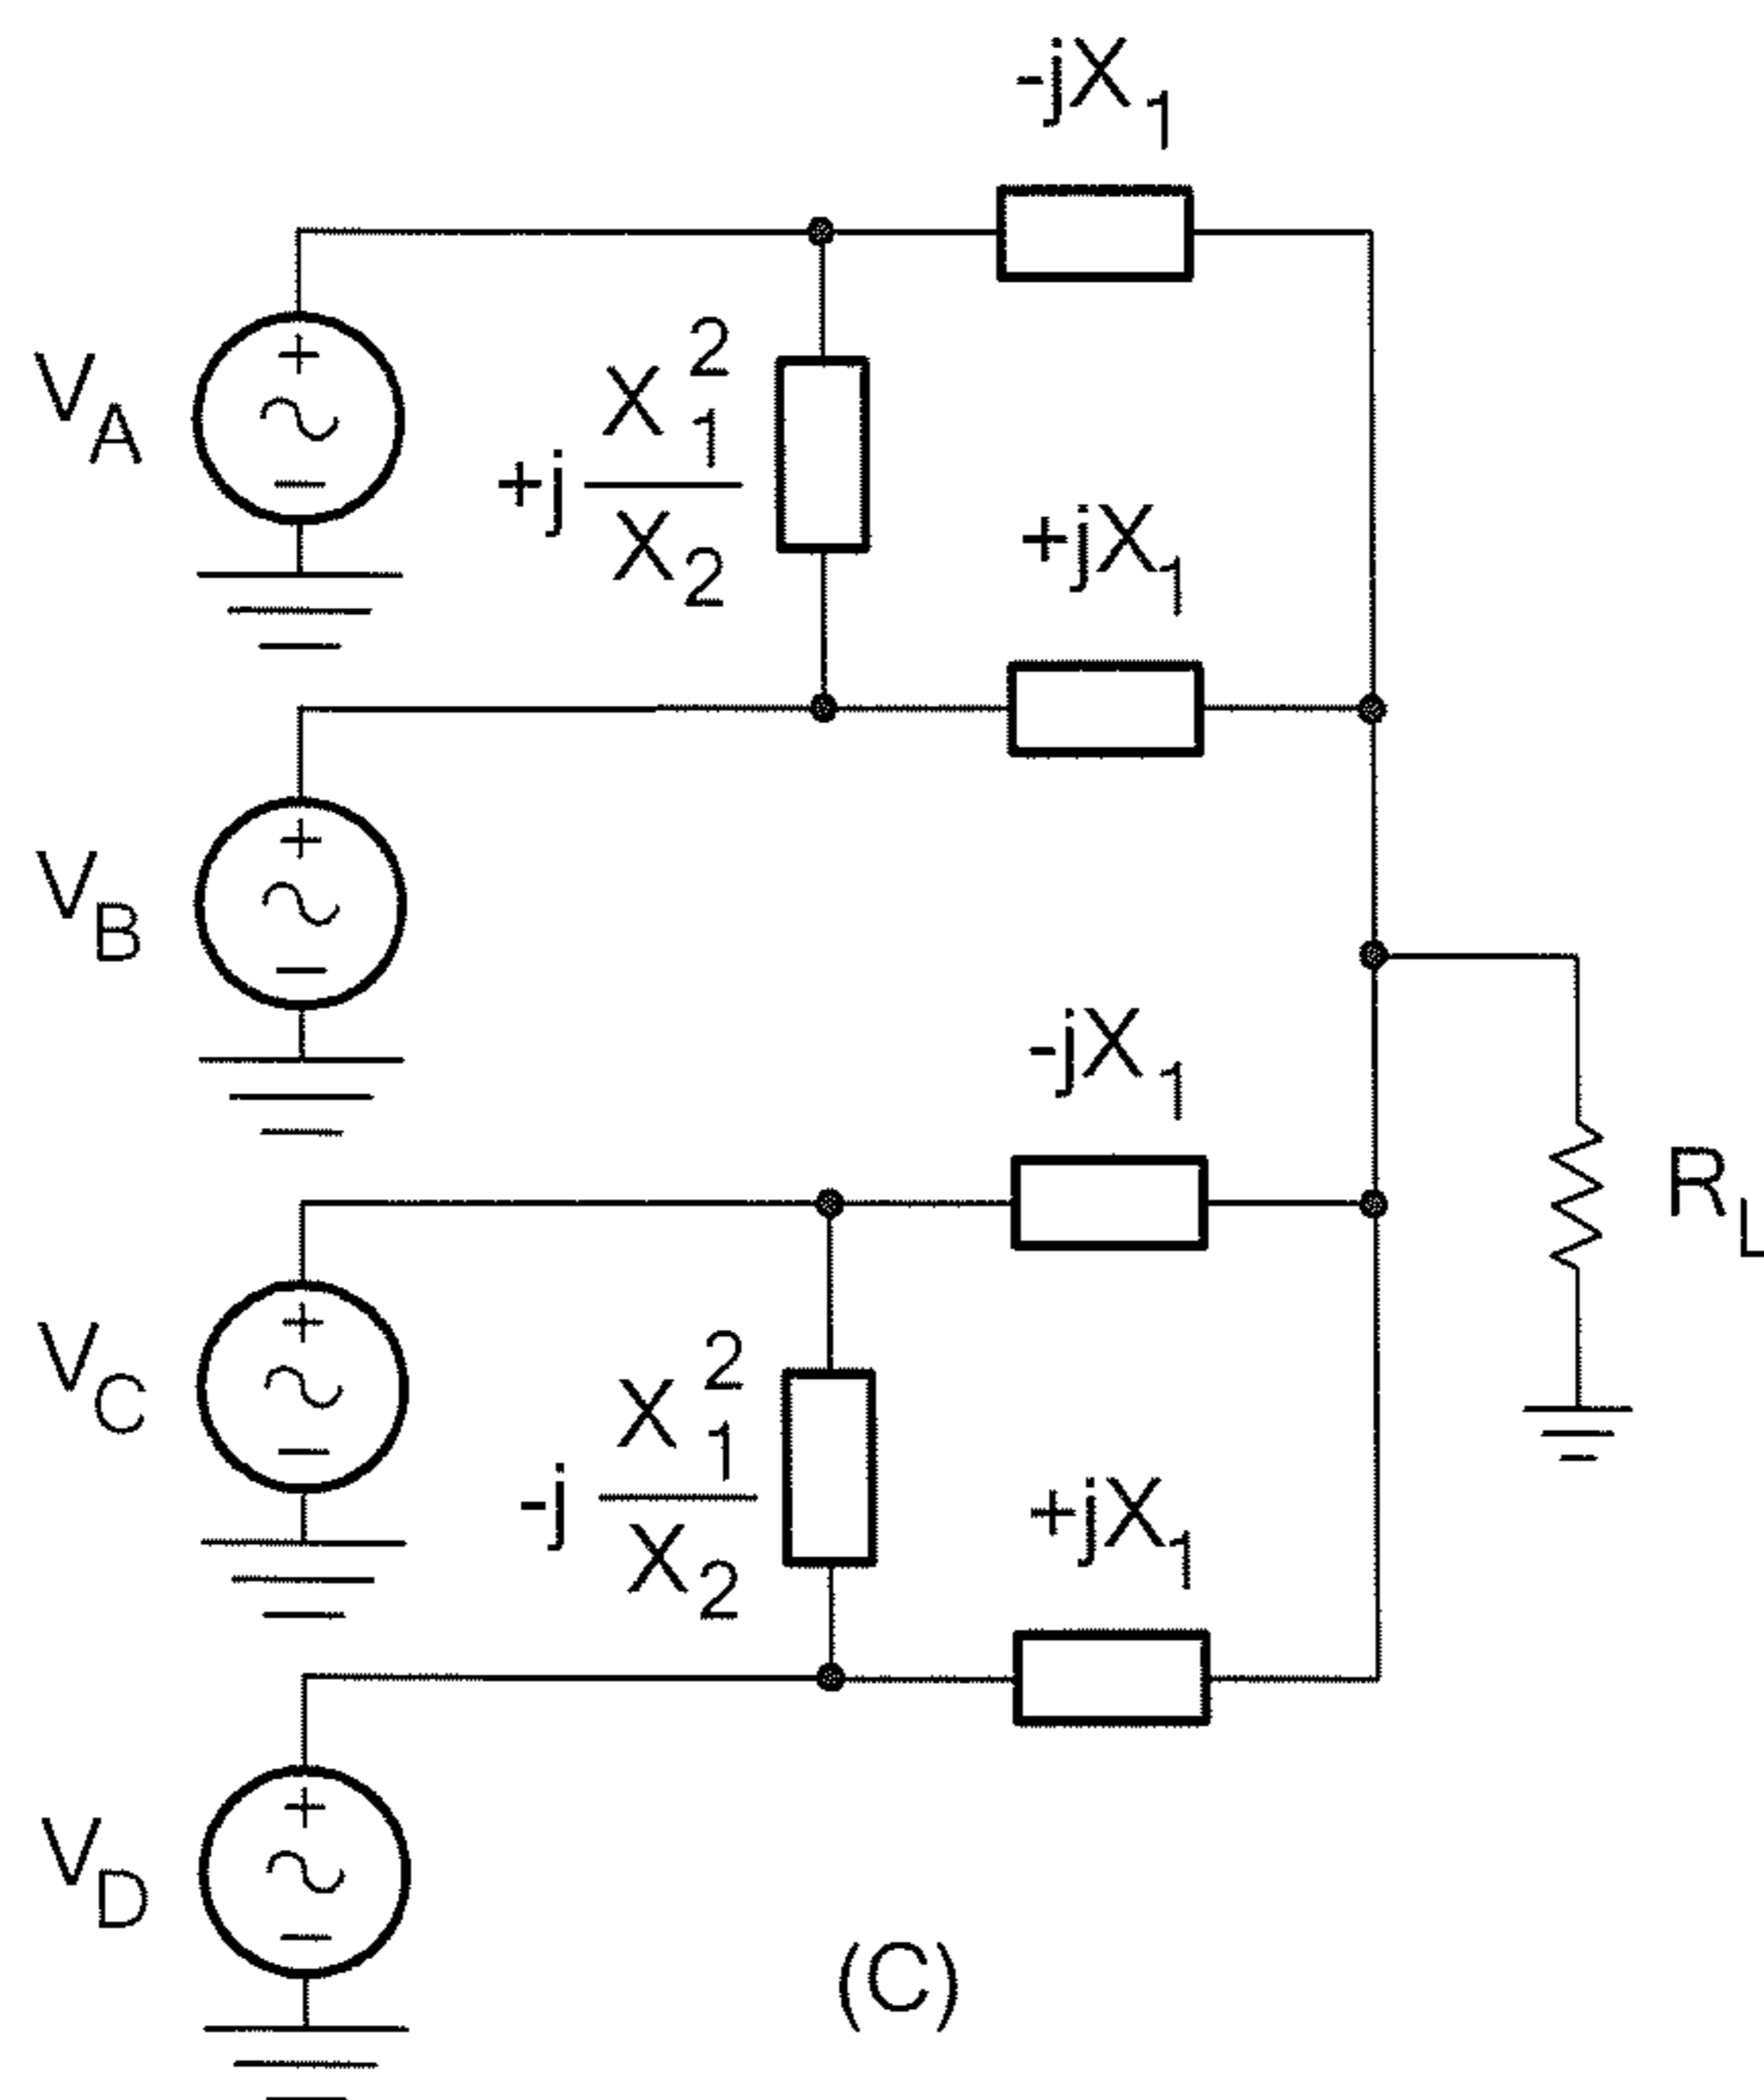 -jX1
VA
+j X1^2 / X2
+jX1
VB
-jX1
RL
VC
-j X1^2 / X2
+jX1
VD
(C)